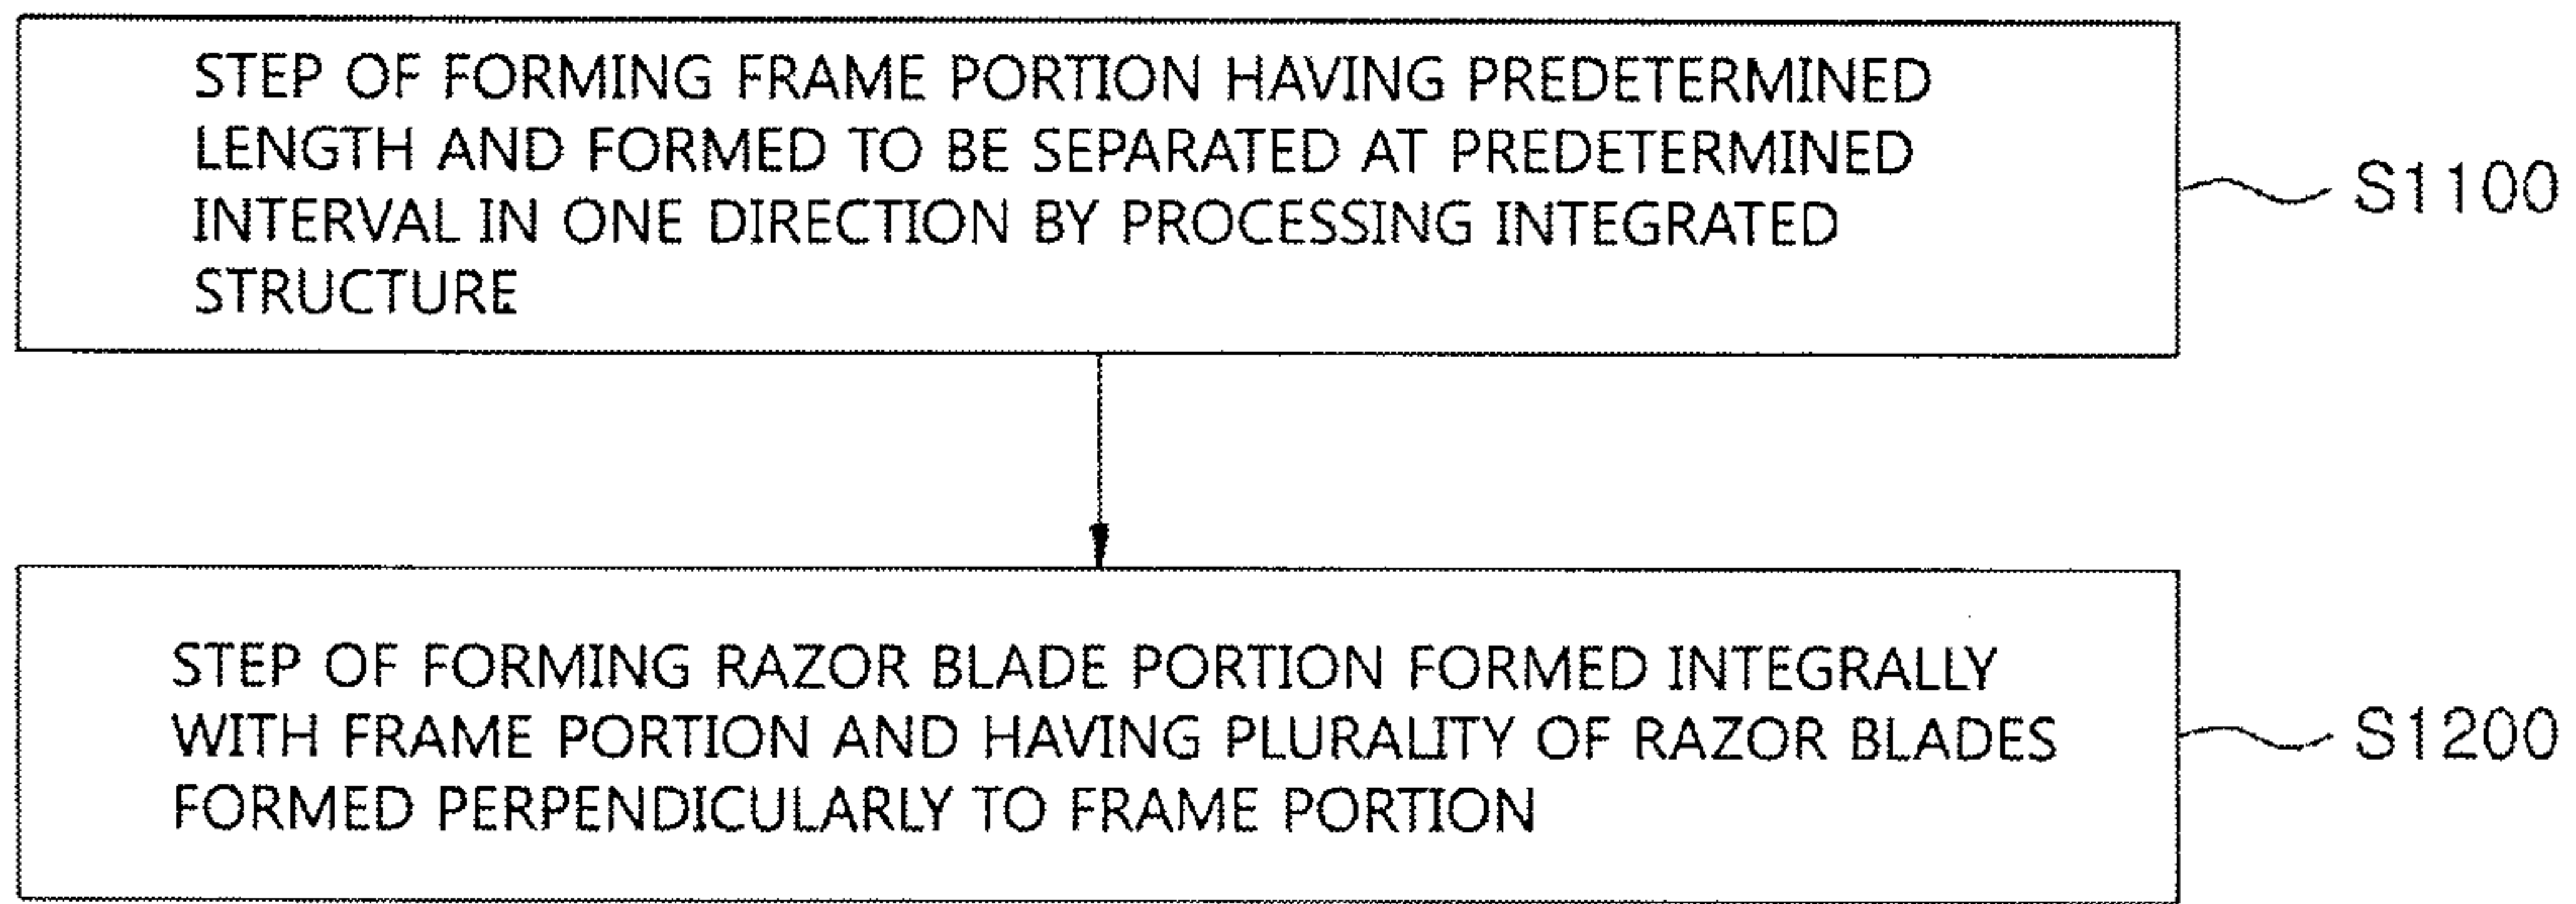 STEP OF FORMING FRAME PORTION HAVING PREDETERMINED
LENGTH AND FORMED TO BE SEPARATED AT PREDETERMINED
INTERVAL IN ONE DIRECTION BY PROCESSING INTEGRATED
STRUCTURE
S1100
STEP OF FORMING RAZOR BLADE PORTION FORMED INTEGRALLY
WITH FRAME PORTION AND HAVING PLURALITY OF RAZOR BLADES
FORMED PERPENDICULARLY TO FRAME PORTION
S1200